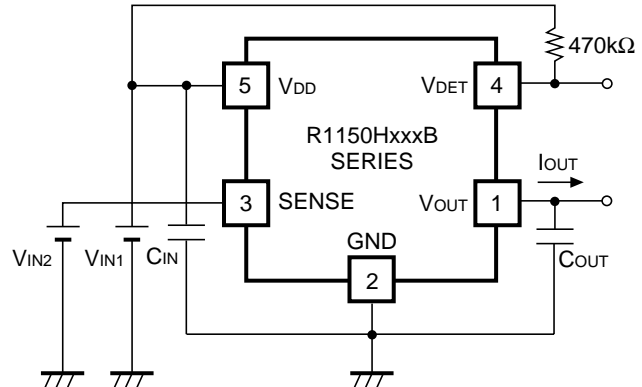 470kΩ
5 VDD
VDET 4
R1150HxxxB
SERIES
IOUT
3 SENSE
VOUT 1
GND
2
VIN2
VIN1
CIN
COUT